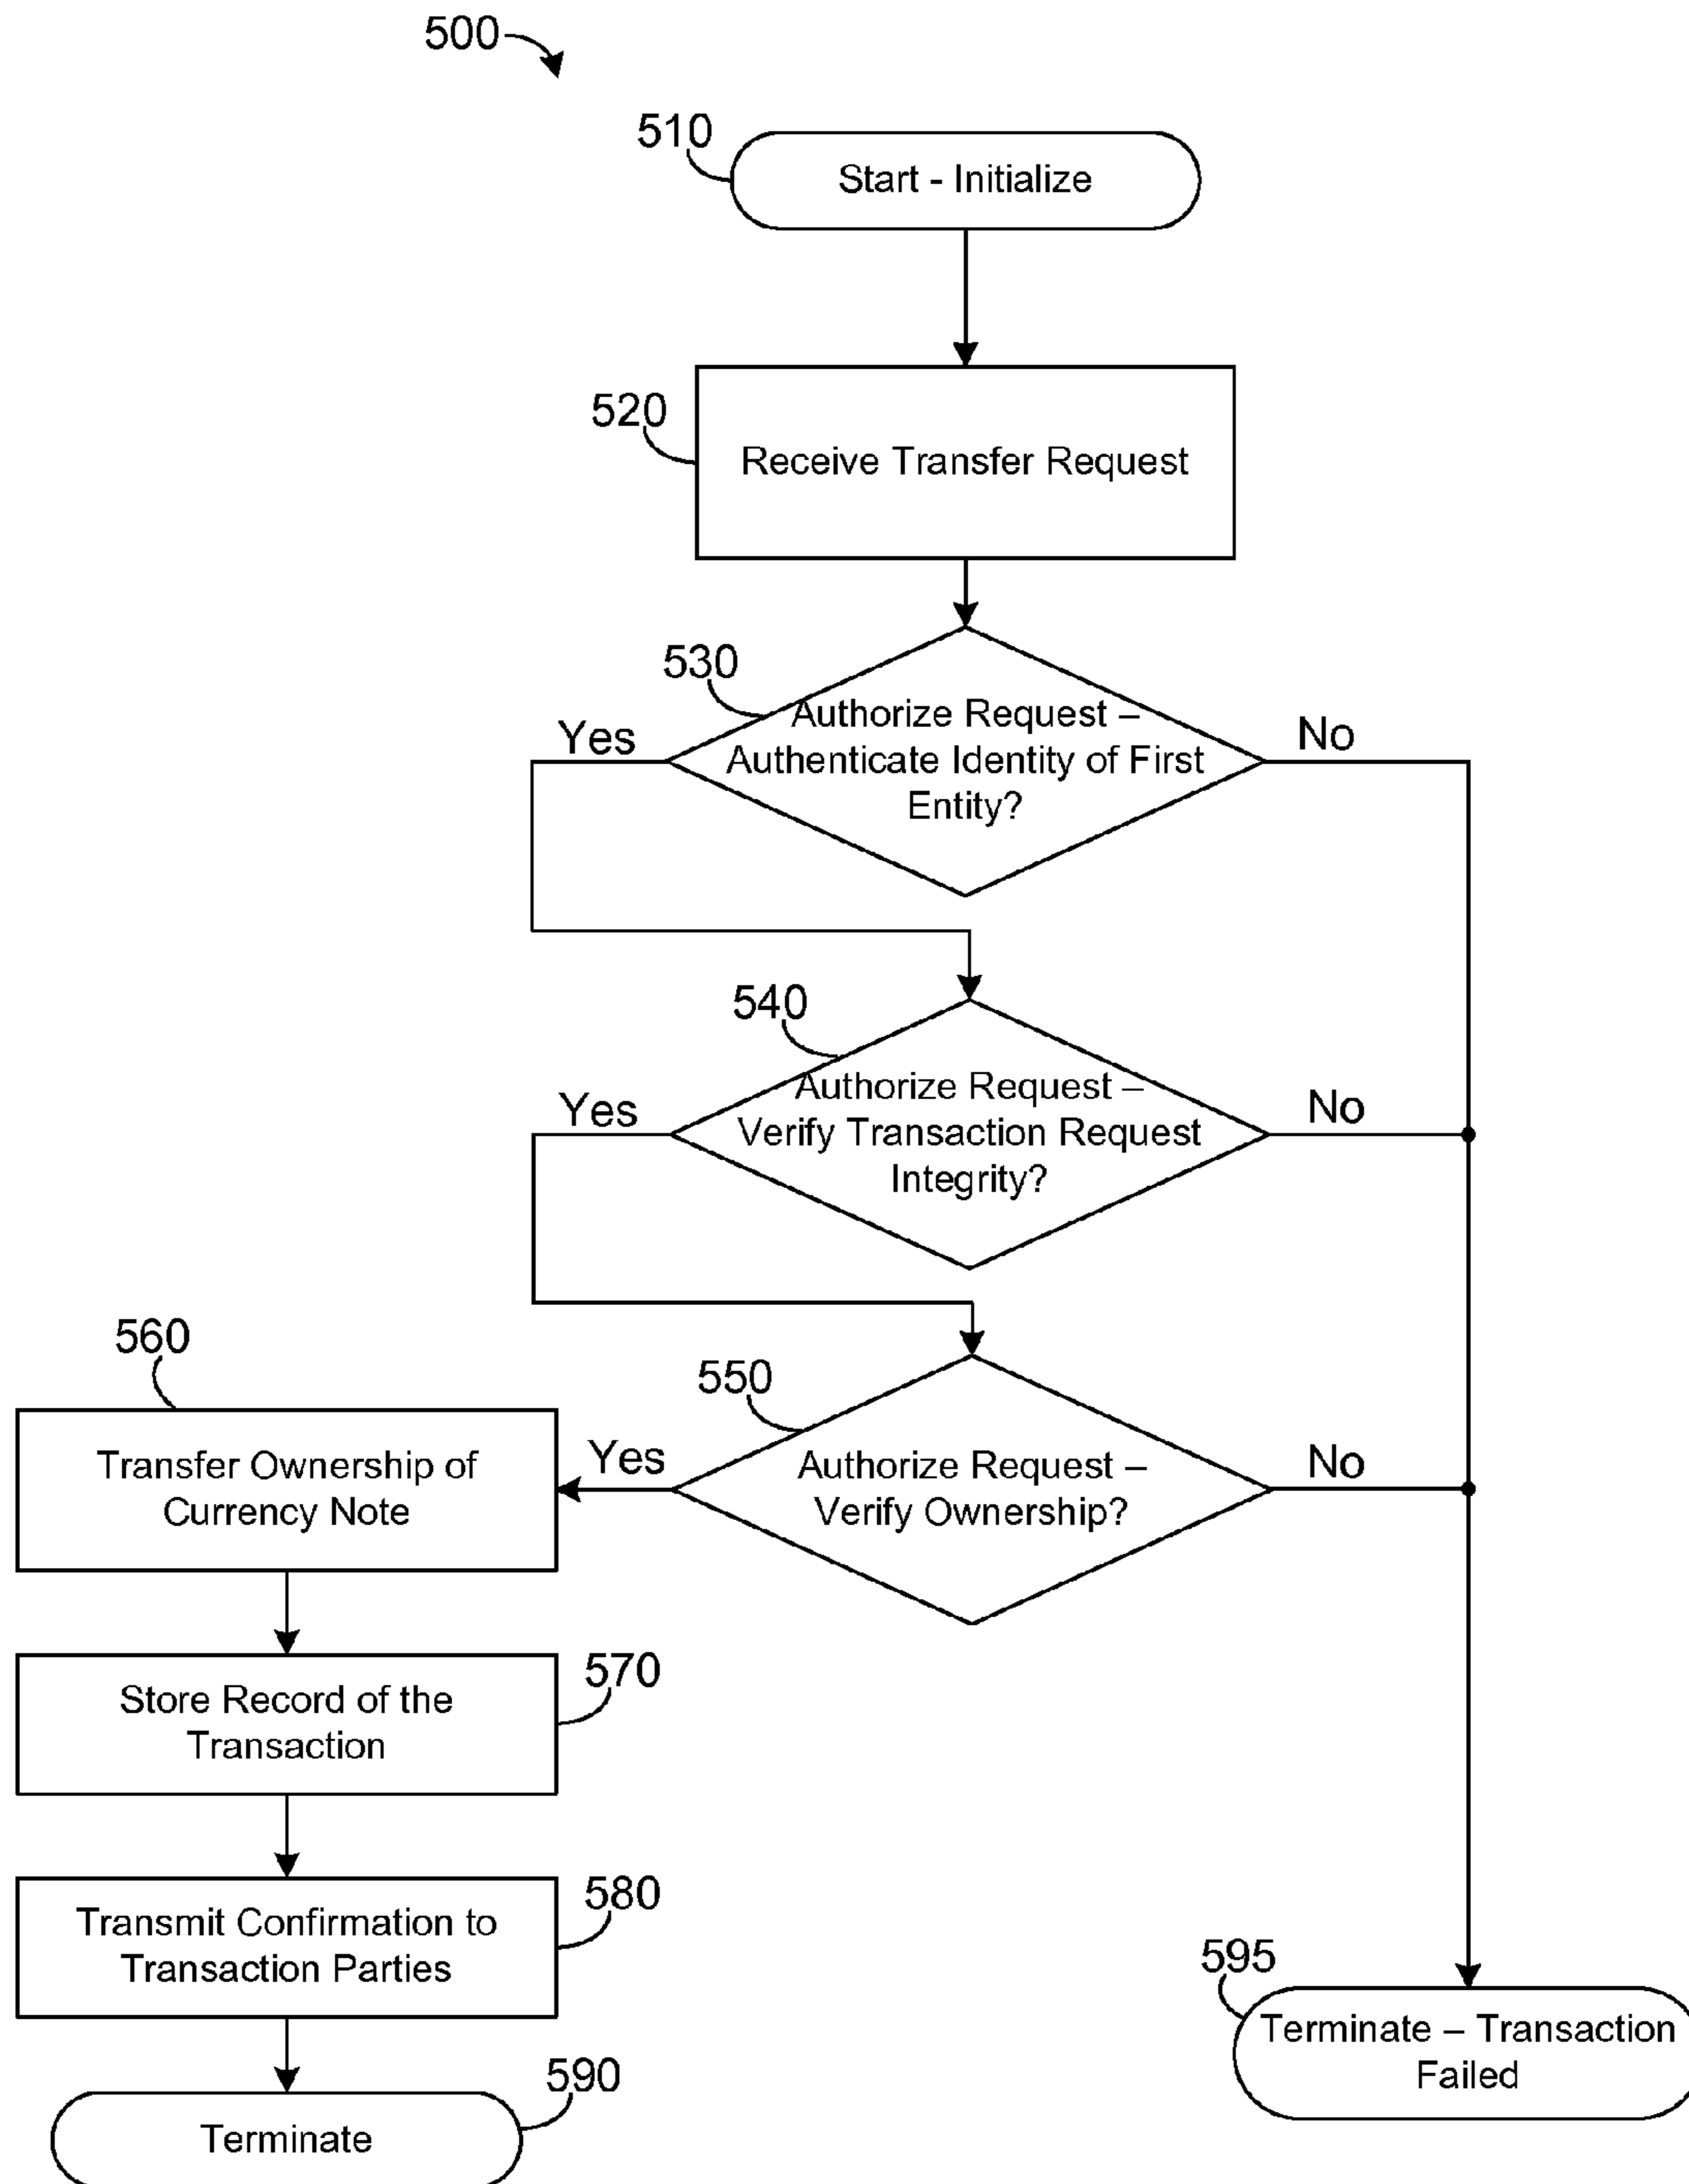 500
510
Start - Initialize
520
Receive Transfer Request
530
Authorize Request –
Authenticate Identity of First
Entity?
Yes
No
540
Authorize Request –
Verify Transaction Request
Integrity?
Yes
No
550
Authorize Request –
Verify Ownership?
Yes
No
560
Transfer Ownership of
Currency Note
570
Store Record of the
Transaction
580
Transmit Confirmation to
Transaction Parties
590
Terminate
595
Terminate – Transaction
Failed